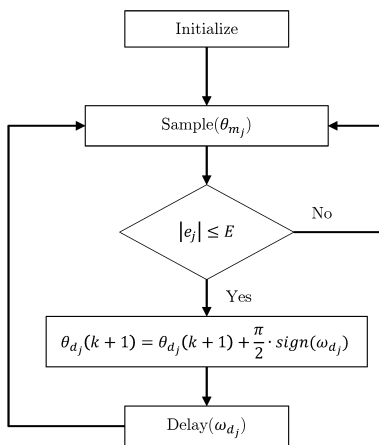 Initialize
Sample(θ_{m_j})
|e_j| ≤ E
No
Yes
θ_{d_j}(k + 1) = θ_{d_j}(k + 1) + π/2 · sign(ω_{d_j})
Delay(ω_{d_j})